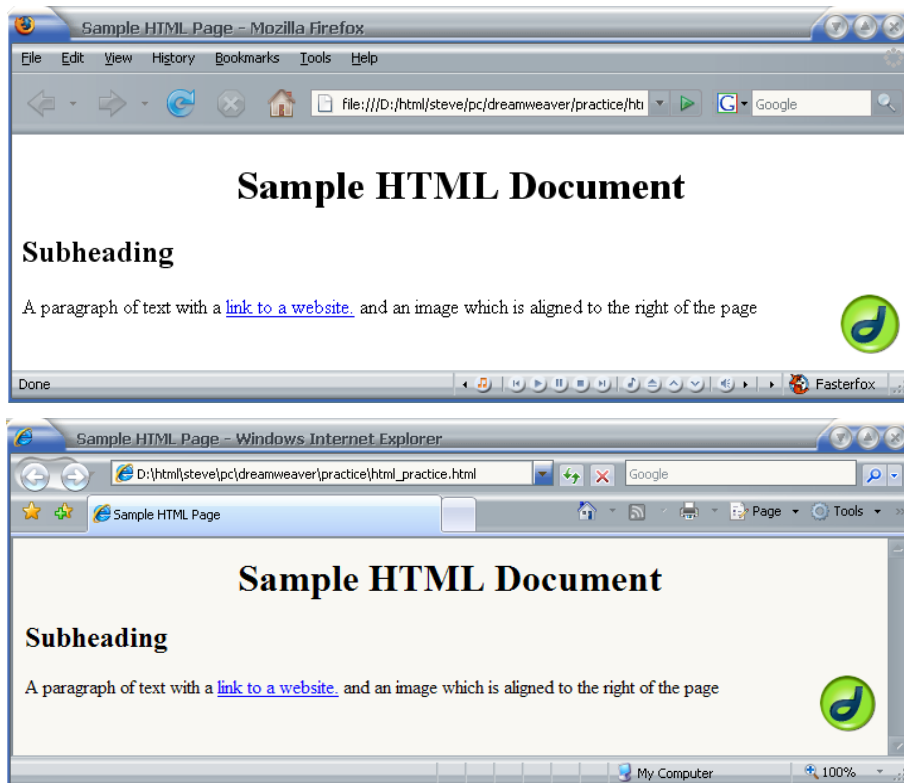 Sample HTML Page - Mozilla Firefox
File Edit View History Bookmarks Tools Help
file:///D:/html/steve/pc/dreamweaver/practice/ht G Google
Sample HTML Document
Subheading
A paragraph of text with a link to a website. and an image which is aligned to the right of the page
Done Fasterfox
Sample HTML Page - Windows Internet Explorer
D:\html\steve\pc\dreamweaver\practice\html_practice.html Google
Sample HTML Page Page Tools
Sample HTML Document
Subheading
A paragraph of text with a link to a website. and an image which is aligned to the right of the page
My Computer 100%